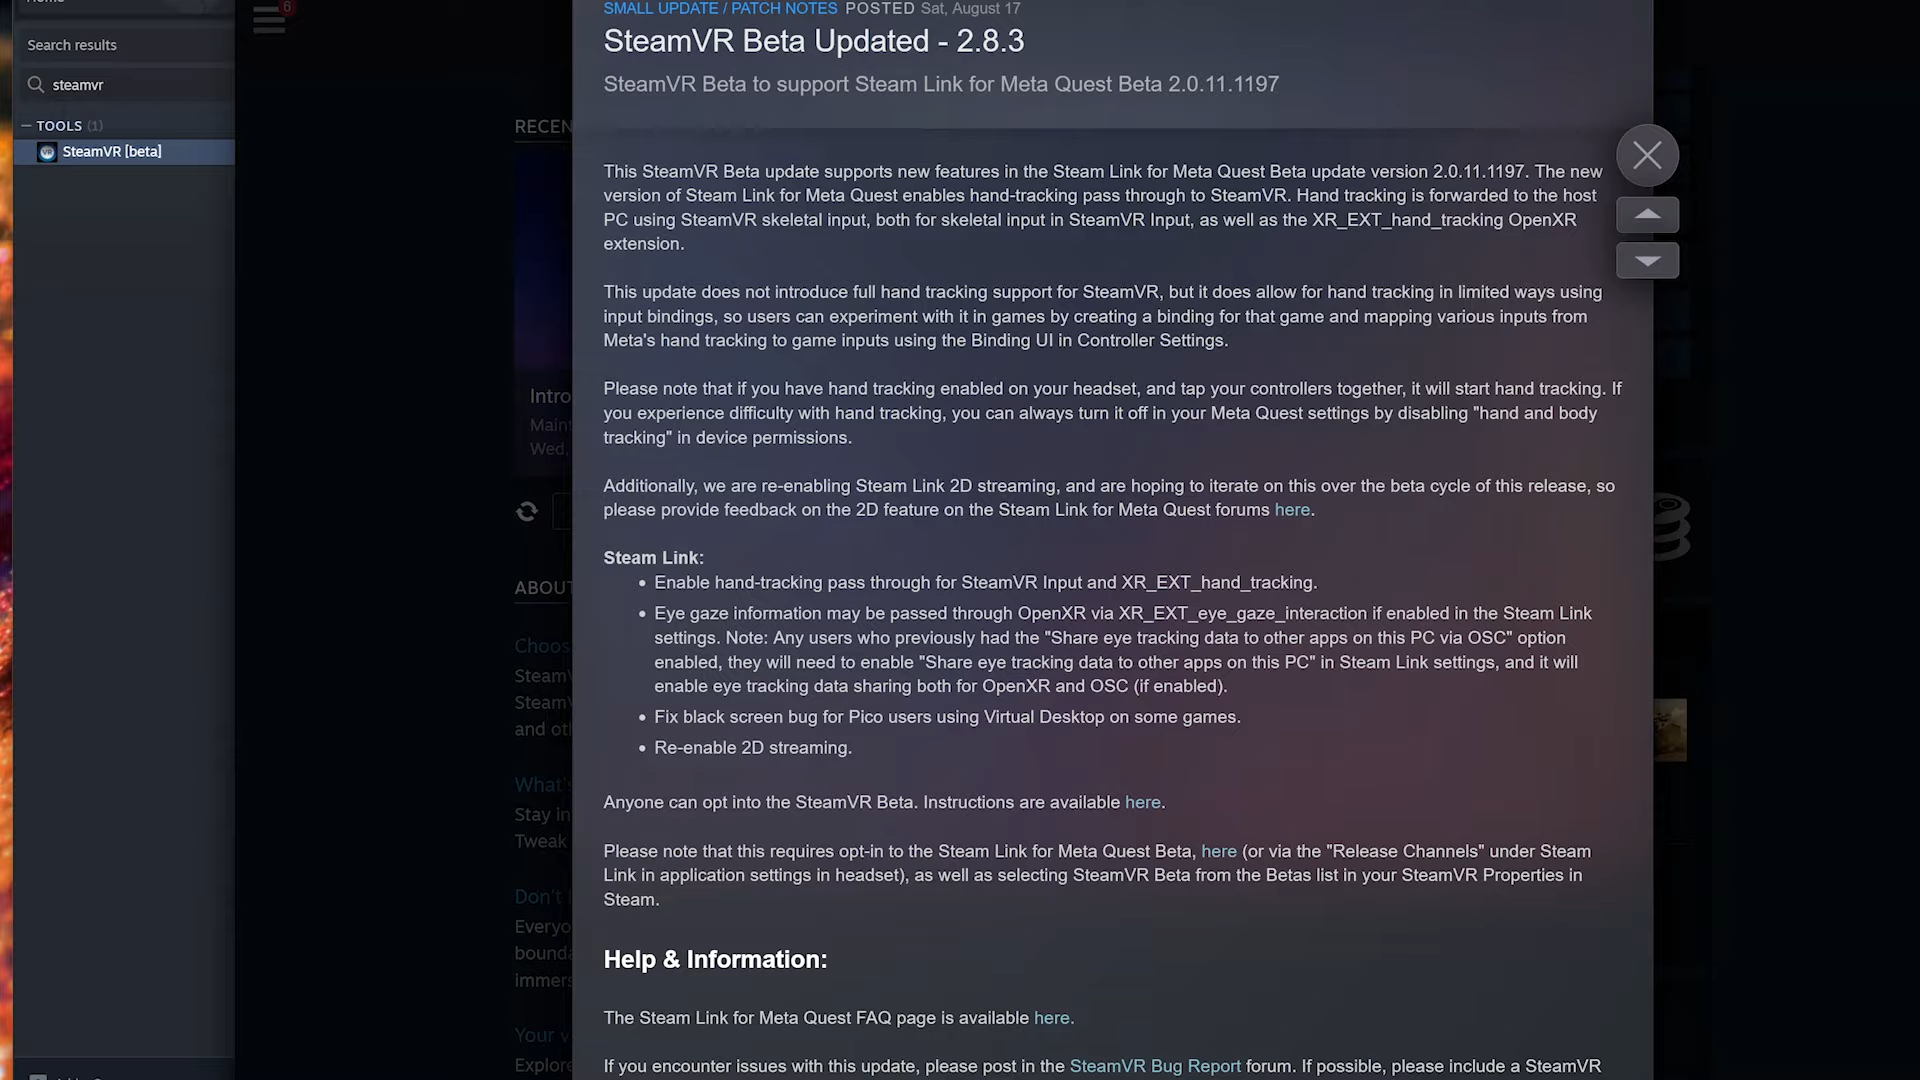 Search results
steamvr
TOOLS (1)
SteamVR [beta]
6
RECEN
Intro
Maint
Wed,
ABOUT
Choos
SteamV
SteamV
What's
Stay in
Tweak
Don't
Everyo
bounda
immers
Explore
SMALL UPDATE / PATCH NOTES POSTED Sat, August 17
SteamVR Beta Updated - 2.8.3
SteamVR Beta to support Steam Link for Meta Quest Beta 2.0.11.1197
This SteamVR Beta update supports new features in the Steam Link for Meta Quest Beta update version 2.0.11.1197. The new
version of Steam Link for Meta Quest enables hand-tracking pass through to SteamVR. Hand tracking is forwarded to the host
PC using SteamVR skeletal input, both for skeletal input in SteamVR Input, as well as the XR_EXT_hand_tracking OpenXR
extension.
This update does not introduce full hand tracking support for SteamVR, but it does allow for hand tracking in limited ways using
input bindings, so users can experiment with it in games by creating a binding for that game and mapping various inputs from
Meta's hand tracking to game inputs using the Binding UI in Controller Settings.
Please note that if you have hand tracking enabled on your headset, and tap your controllers together, it will start hand tracking. If
you experience difficulty with hand tracking, you can always turn it off in your Meta Quest settings by disabling "hand and body
tracking" in device permissions.
Additionally, we are re-enabling Steam Link 2D streaming, and are hoping to iterate on this over the beta cycle of this release, so
please provide feedback on the 2D feature on the Steam Link for Meta Quest forums here.
Steam Link:
• Enable hand-tracking pass through for SteamVR Input and XR_EXT_hand_tracking.
• Eye gaze information may be passed through OpenXR via XR_EXT_eye_gaze_interaction if enabled in the Steam Link
settings. Note: Any users who previously had the "Share eye tracking data to other apps on this PC via OSC" option
enabled, they will need to enable "Share eye tracking data to other apps on this PC" in Steam Link settings, and it will
enable eye tracking data sharing both for OpenXR and OSC (if enabled).
• Fix black screen bug for Pico users using Virtual Desktop on some games.
• Re-enable 2D streaming.
Anyone can opt into the SteamVR Beta. Instructions are available here.
Please note that this requires opt-in to the Steam Link for Meta Quest Beta, here (or via the "Release Channels" under Steam
Link in application settings in headset), as well as selecting SteamVR Beta from the Betas list in your SteamVR Properties in
Steam.
Help & Information:
The Steam Link for Meta Quest FAQ page is available here.
If you encounter issues with this update, please post in the SteamVR Bug Report forum. If possible, please include a SteamVR